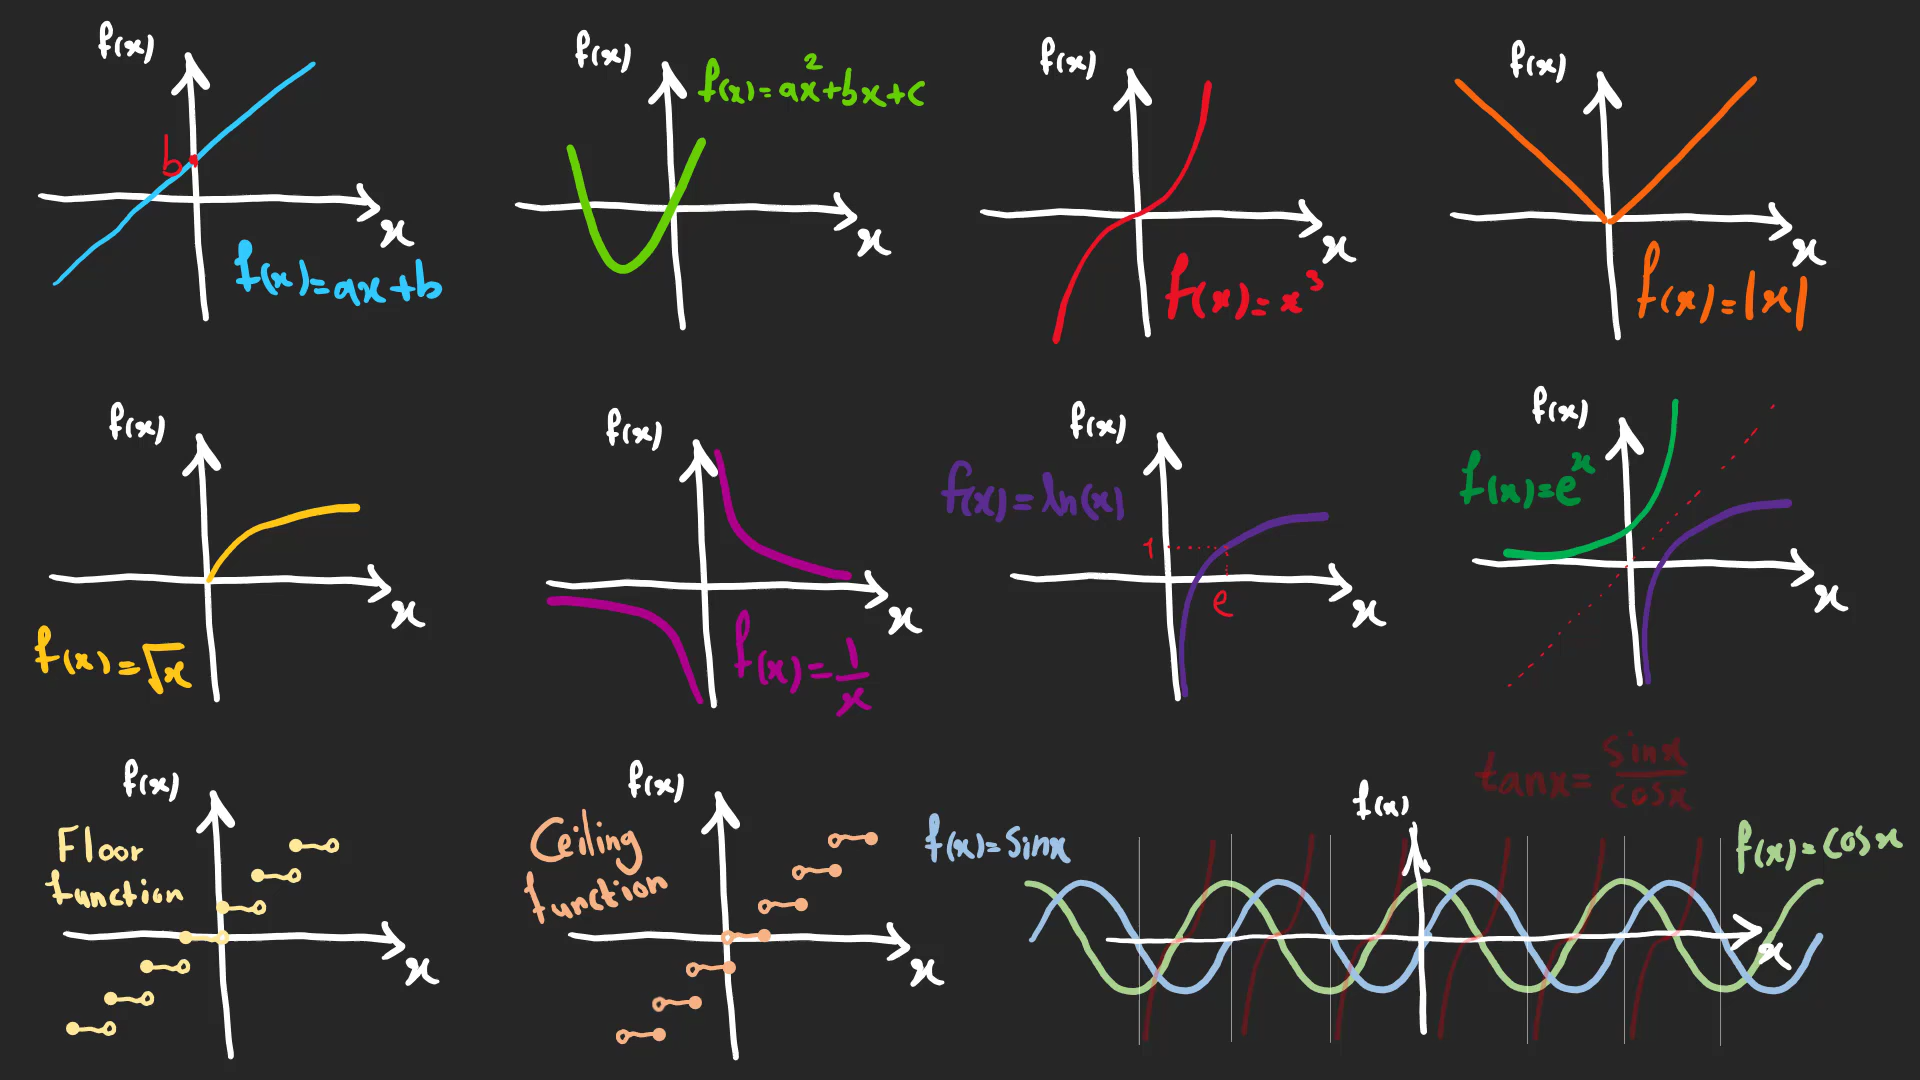 f(x)
b
x
f(x)=ax+b
f(x)
f(x)=ax²+bx+c
x
f(x)
x
f(x)=x³
f(x)
x
f(x)=|x|
f(x)
x
f(x)=√x
f(x)
x
f(x)=1/x
f(x)
f(x)=ln(x)
1
e
x
f(x)
f(x)=eˣ
x
f(x)
Floor
function
x
f(x)
Ceiling
function
x
tanx=sinx/cosx
f(x)
f(x)=sinx
f(x)=cosx
x